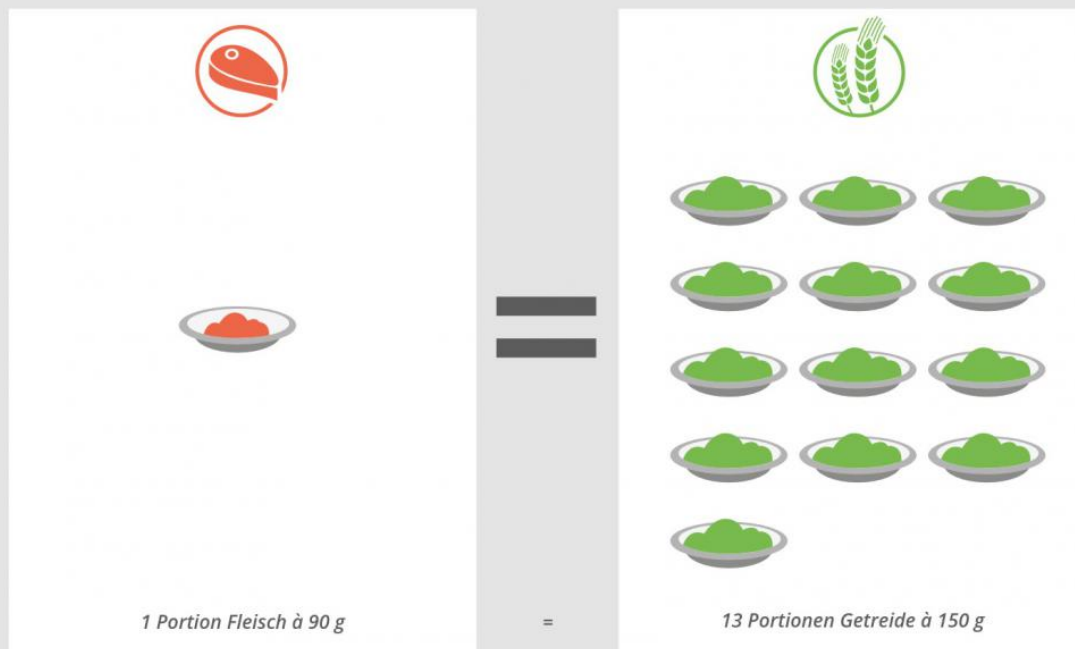 1 Portion Fleisch à 90 g
=
13 Portionen Getreide à 150 g